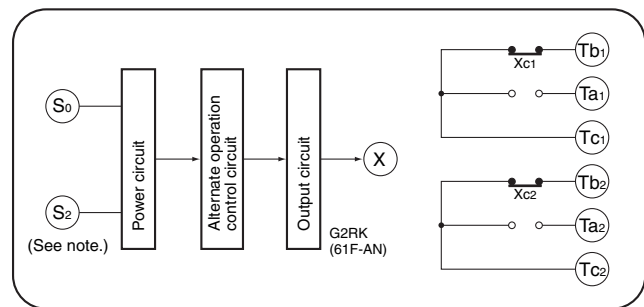 S0
S2
(See note.)
Power circuit
Alternate operation
control circuit
Output circuit
X
G2RK
(61F-AN)
Xc1
Tb1
Ta1
Tc1
Xc2
Tb2
Ta2
Tc2